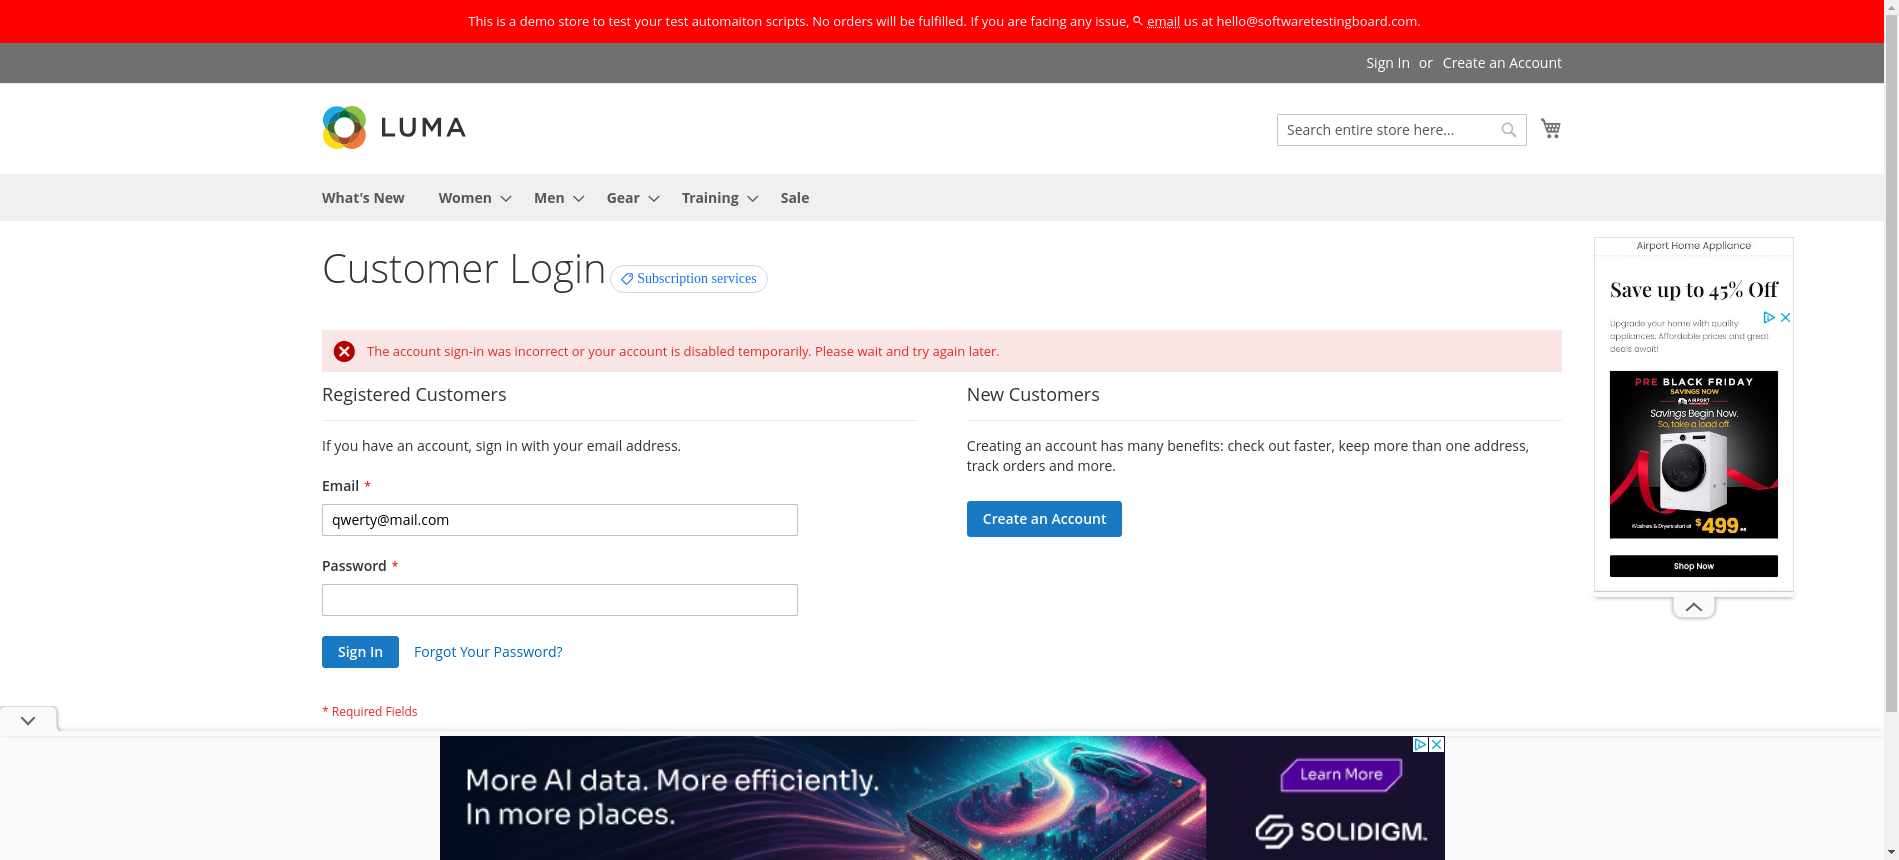 This is a demo store to test your test automaiton scripts. No orders will be fulfilled. If you are facing any issue, email us at hello@softwaretestingboard.com.
Sign In or Create an Account
LUMA
Search entire store here...
What's New Women Men Gear Training Sale
Customer Login Subscription services
The account sign-in was incorrect or your account is disabled temporarily. Please wait and try again later.
Registered Customers
If you have an account, sign in with your email address.
Email *
qwerty@mail.com
Password *
Sign In Forgot Your Password?
* Required Fields
New Customers
Creating an account has many benefits: check out faster, keep more than one address,
track orders and more.
Create an Account
Airport Home Appliance
Save up to 45% Off
Upgrade your home with quality
appliances. Affordable prices and great
deals await!
PRE BLACK FRIDAY
SAVINGS NOW
AIRPORT
Savings Begin Now.
So, take a load off.
Washers & Dryers start at $499 ea
Shop Now
More AI data. More efficiently.
In more places.
Learn More
SOLIDIGM.